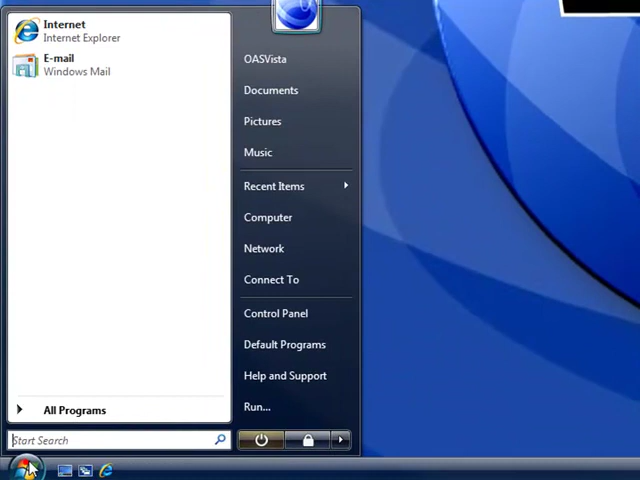 Internet
Internet Explorer
E-mail
Windows Mail
All Programs
Start Search
OASVista
Documents
Pictures
Music
Recent Items
Computer
Network
Connect To
Control Panel
Default Programs
Help and Support
Run...